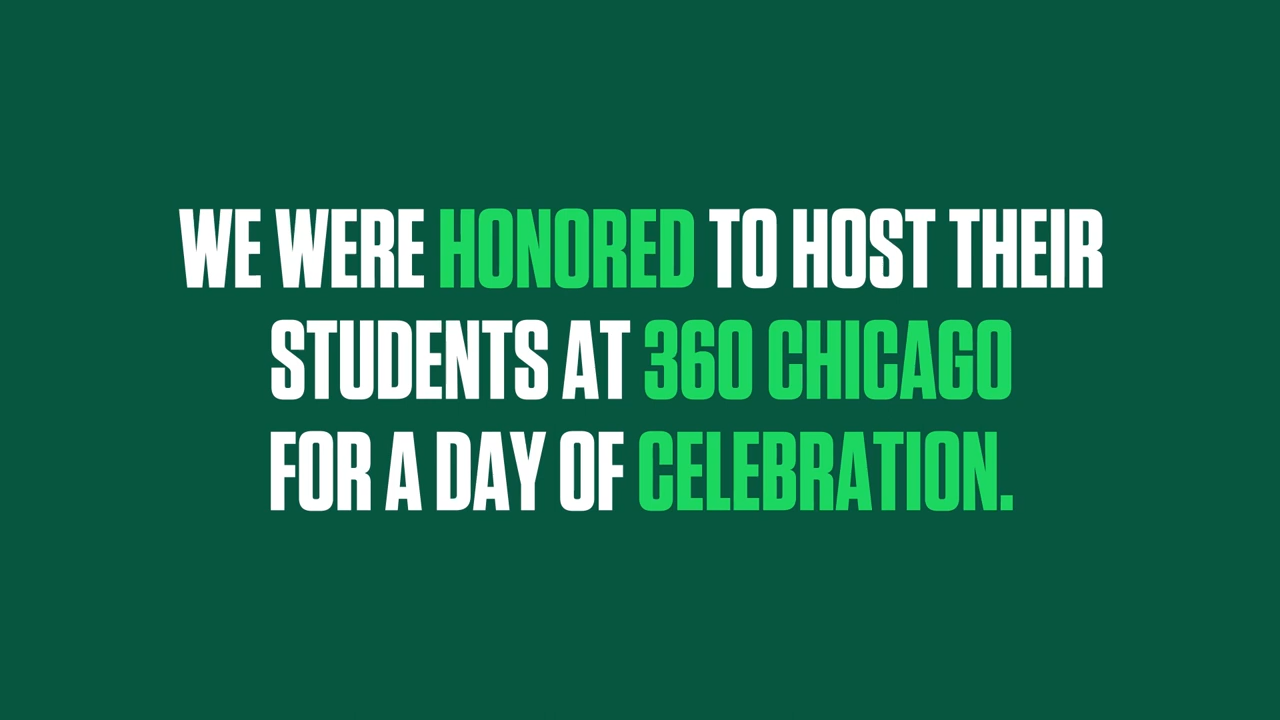 WE WERE HONORED TO HOST THEIR
STUDENTS AT 360 CHICAGO
FOR A DAY OF CELEBRATION.